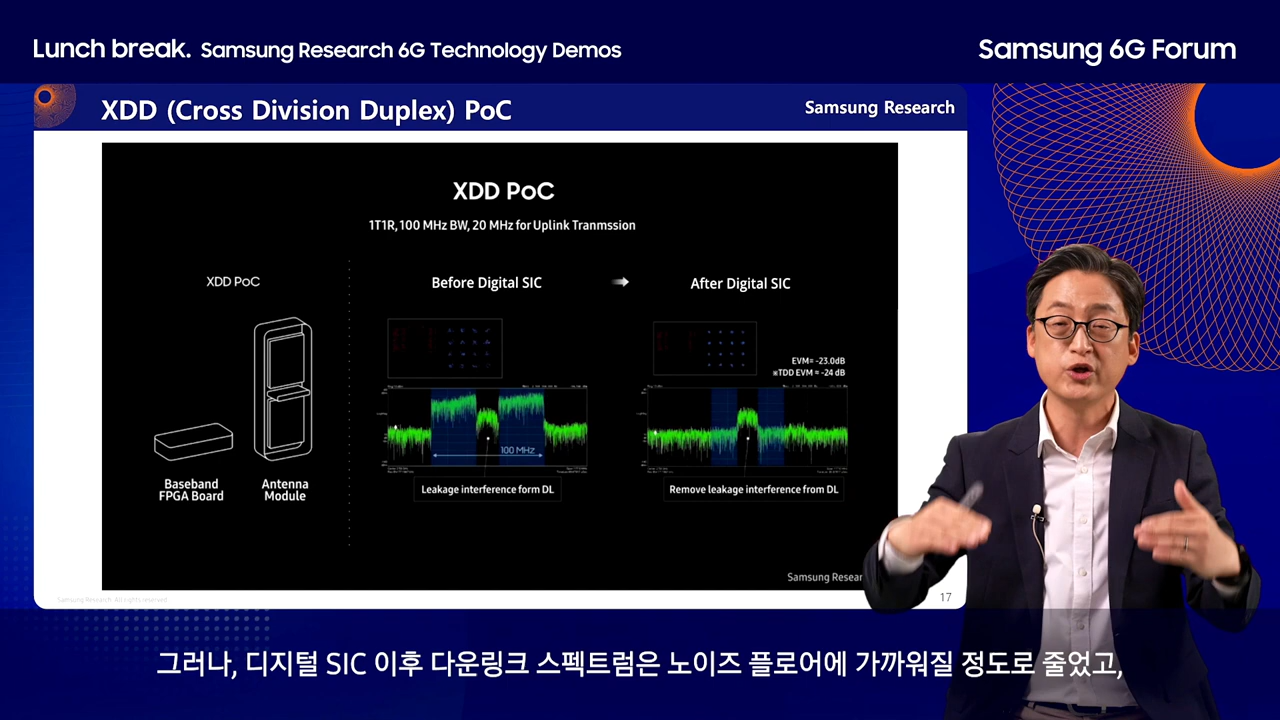 Lunch break. Samsung Research 6G Technology Demos
Samsung 6G Forum
XDD (Cross Division Duplex) PoC
Samsung Research
XDD PoC
1T1R, 100 MHz BW, 20 MHz for Uplink Tranmssion
XDD PoC
Before Digital SIC
After Digital SIC
EVM= -23.0dB
※TDD EVM = -24 dB
100 MHz
Baseband
FPGA Board
Antenna
Module
Leakage interference form DL
Remove leakage interference from DL
Samsung Resear
Samsung Research. All rights reserved.
17
그러나, 디지털 SIC 이후 다운링크 스펙트럼은 노이즈 플로어에 가까워질 정도로 줄었고,